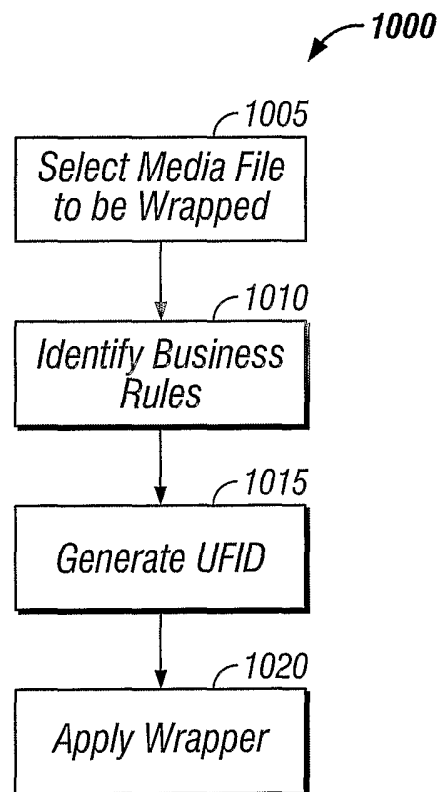 1000
1005
Select Media File
to be Wrapped
1010
Identify Business
Rules
1015
Generate UFID
1020
Apply Wrapper